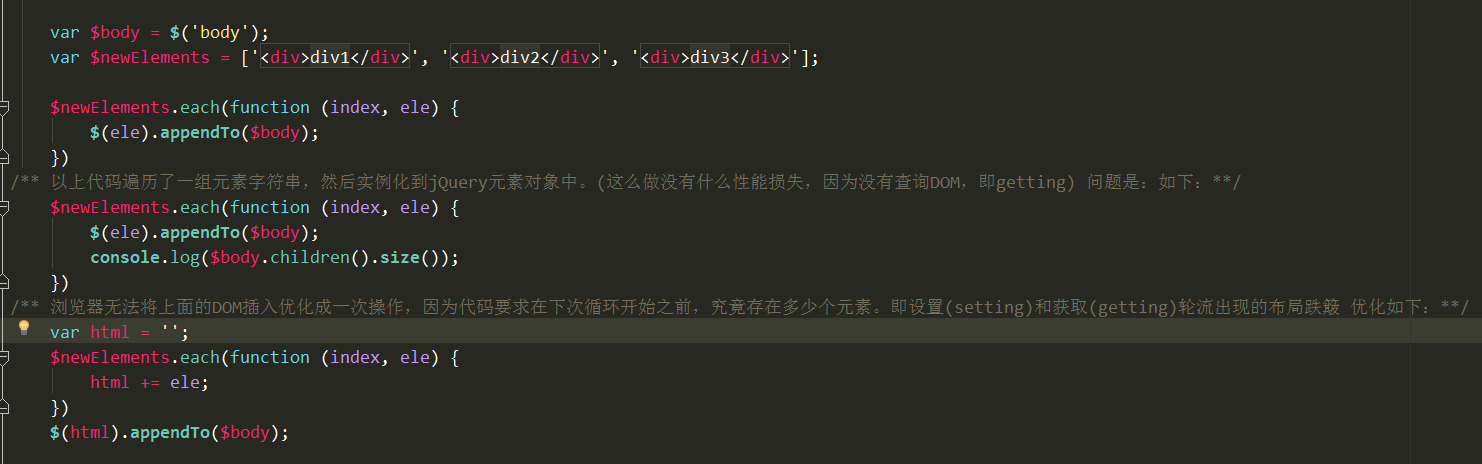 var $body = $('body');
var $newElements = ['<div>div1</div>', '<div>div2</div>', '<div>div3</div>'];
$newElements.each(function (index, ele) {
$(ele).appendTo($body);
})
/** 以上代码遍历了一组元素字符串，然后实例化到jQuery元素对象中。(这么做没有什么性能损失，因为没有查询DOM，即getting) 问题是：如下：**/
$newElements.each(function (index, ele) {
$(ele).appendTo($body);
console.log($body.children().size());
})
/** 浏览器无法将上面的DOM插入优化成一次操作，因为代码要求在下次循环开始之前，究竟存在多少个元素。即设置(setting)和获取(getting)轮流出现的布局跌簸 优化如下：**/
var html = '';
$newElements.each(function (index, ele) {
html += ele;
})
$(html).appendTo($body);